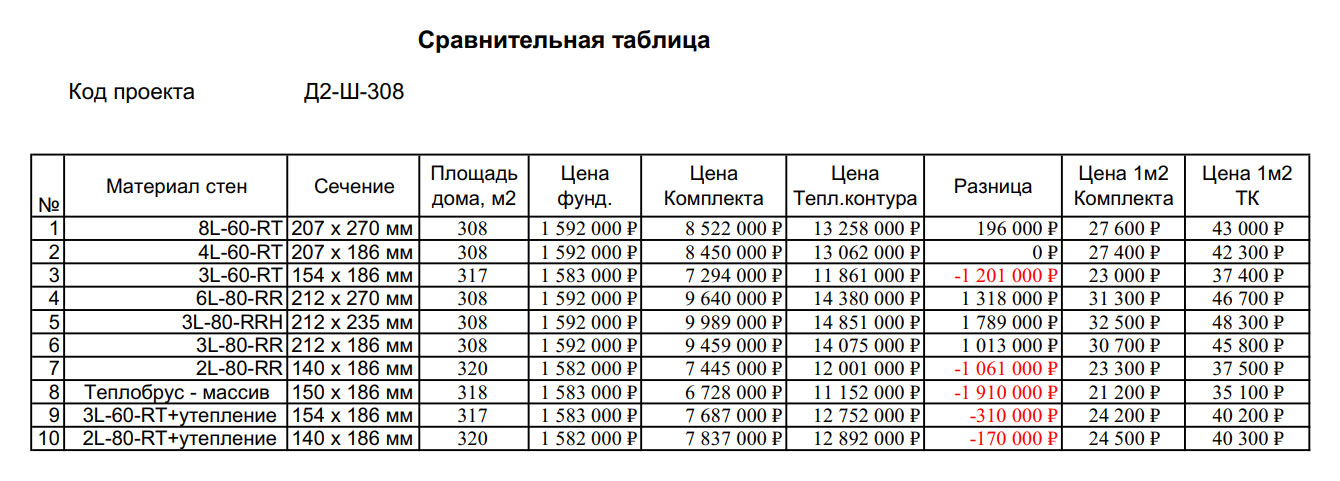 Сравнительная таблица
Код проекта Д2-Ш-308
№ Материал стен Сечение Площадь дома, м2 Цена фунд. Цена Комплекта Цена Тепл.контура Разница Цена 1м2 Комплекта Цена 1м2 ТК
1 8L-60-RT 207 x 270 мм 308 1 592 000 ₽ 8 522 000 ₽ 13 258 000 ₽ 196 000 ₽ 27 600 ₽ 43 000 ₽
2 4L-60-RT 207 x 186 мм 308 1 592 000 ₽ 8 450 000 ₽ 13 062 000 ₽ 0 ₽ 27 400 ₽ 42 300 ₽
3 3L-60-RT 154 x 186 мм 317 1 583 000 ₽ 7 294 000 ₽ 11 861 000 ₽ -1 201 000 ₽ 23 000 ₽ 37 400 ₽
4 6L-80-RR 212 x 270 мм 308 1 592 000 ₽ 9 640 000 ₽ 14 380 000 ₽ 1 318 000 ₽ 31 300 ₽ 46 700 ₽
5 3L-80-RRH 212 x 235 мм 308 1 592 000 ₽ 9 989 000 ₽ 14 851 000 ₽ 1 789 000 ₽ 32 500 ₽ 48 300 ₽
6 3L-80-RR 212 x 186 мм 308 1 592 000 ₽ 9 459 000 ₽ 14 075 000 ₽ 1 013 000 ₽ 30 700 ₽ 45 800 ₽
7 2L-80-RR 140 x 186 мм 320 1 582 000 ₽ 7 445 000 ₽ 12 001 000 ₽ -1 061 000 ₽ 23 300 ₽ 37 500 ₽
8 Теплобрус - массив 150 x 186 мм 318 1 583 000 ₽ 6 728 000 ₽ 11 152 000 ₽ -1 910 000 ₽ 21 200 ₽ 35 100 ₽
9 3L-60-RT+утепление 154 x 186 мм 317 1 583 000 ₽ 7 687 000 ₽ 12 752 000 ₽ -310 000 ₽ 24 200 ₽ 40 200 ₽
10 2L-80-RT+утепление 140 x 186 мм 320 1 582 000 ₽ 7 837 000 ₽ 12 892 000 ₽ -170 000 ₽ 24 500 ₽ 40 300 ₽